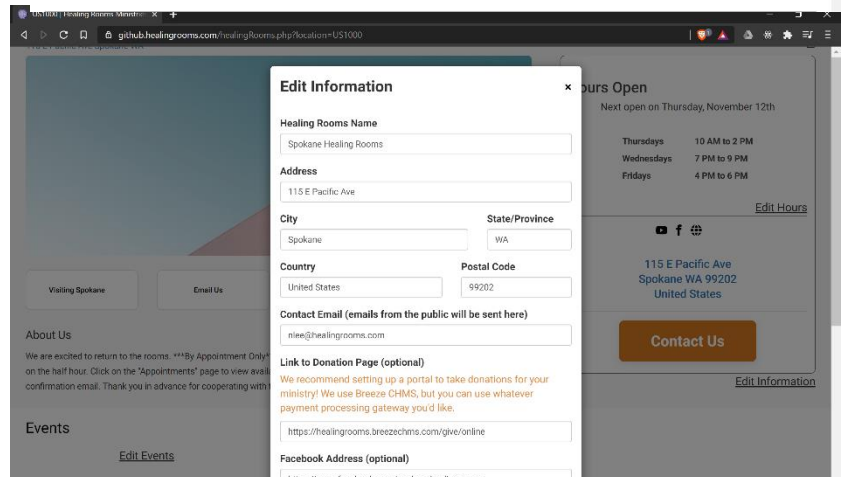 US1000 | Healing Rooms Ministri
github.healingrooms.com/healingRooms.php?location=US1000
115 E Pacific Ave Spokane WA
Edit Information
ours Open
Next open on Thursday, November 12th
Healing Rooms Name
Spokane Healing Rooms
Thursdays 10 AM to 2 PM
Wednesdays 7 PM to 9 PM
Fridays 4 PM to 6 PM
Address
115 E Pacific Ave
Edit Hours
City State/Province
Spokane WA
Country Postal Code
United States 99202
115 E Pacific Ave
Spokane WA 99202
United States
Visiting Spokane Email Us
Contact Email (emails from the public will be sent here)
nlee@healingrooms.com
Contact Us
About Us
We are excited to return to the rooms. ***By Appointment Only*
on the half hour. Click on the "Appointments" page to view avail
confirmation email. Thank you in advance for cooperating with
Link to Donation Page (optional)
We recommend setting up a portal to take donations for your
ministry! We use Breeze CHMS, but you can use whatever
payment processing gateway you'd like.
Edit Information
https://healingrooms.breezechms.com/give/online
Events
Edit Events
Facebook Address (optional)